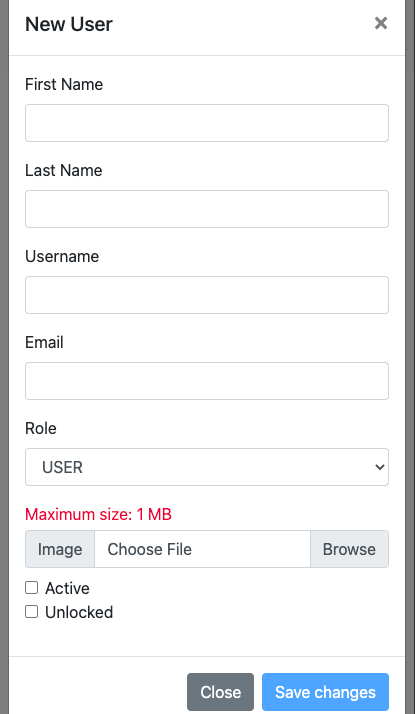 New User ×
First Name
Last Name
Username
Email
Role
USER
Maximum size: 1 MB
Image Choose File Browse
Active
Unlocked
Close Save changes